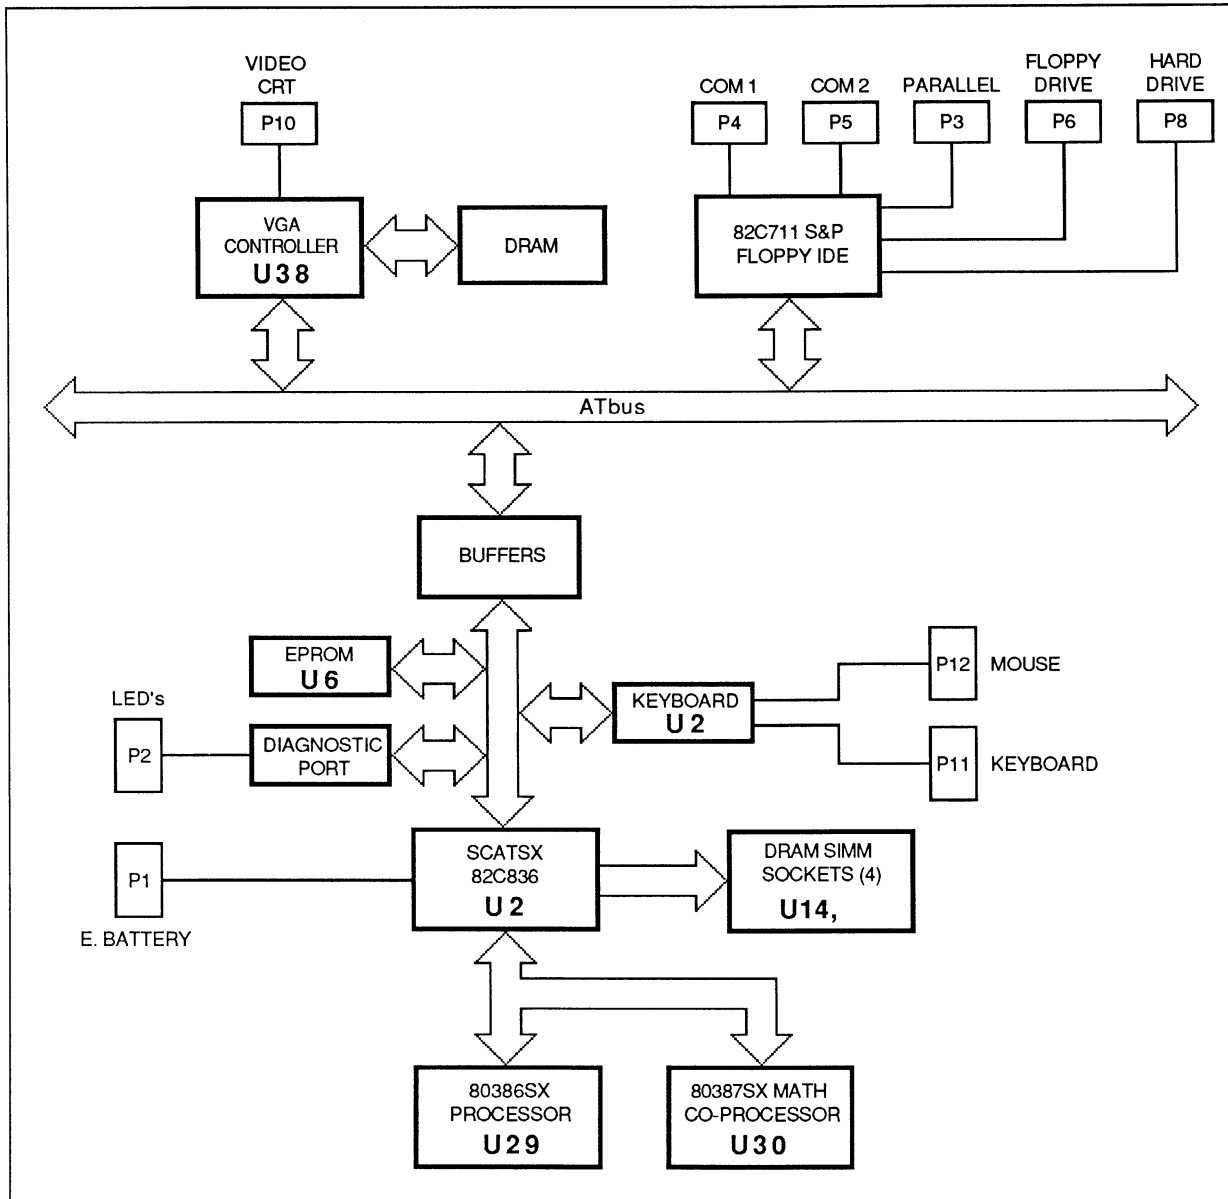 VIDEO
CRT
P10
COM 1
P4
COM 2
P5
PARALLEL
P3
FLOPPY
DRIVE
P6
HARD
DRIVE
P8
VGA
CONTROLLER
U38
DRAM
82C711 S&P
FLOPPY IDE
ATbus
BUFFERS
EPROM
U6
LED's
P2
DIAGNOSTIC
PORT
KEYBOARD
U2
P12
MOUSE
P11
KEYBOARD
P1
E. BATTERY
SCATSX
82C836
U2
DRAM SIMM
SOCKETS (4)
U14,
80386SX
PROCESSOR
U29
80387SX MATH
CO-PROCESSOR
U30